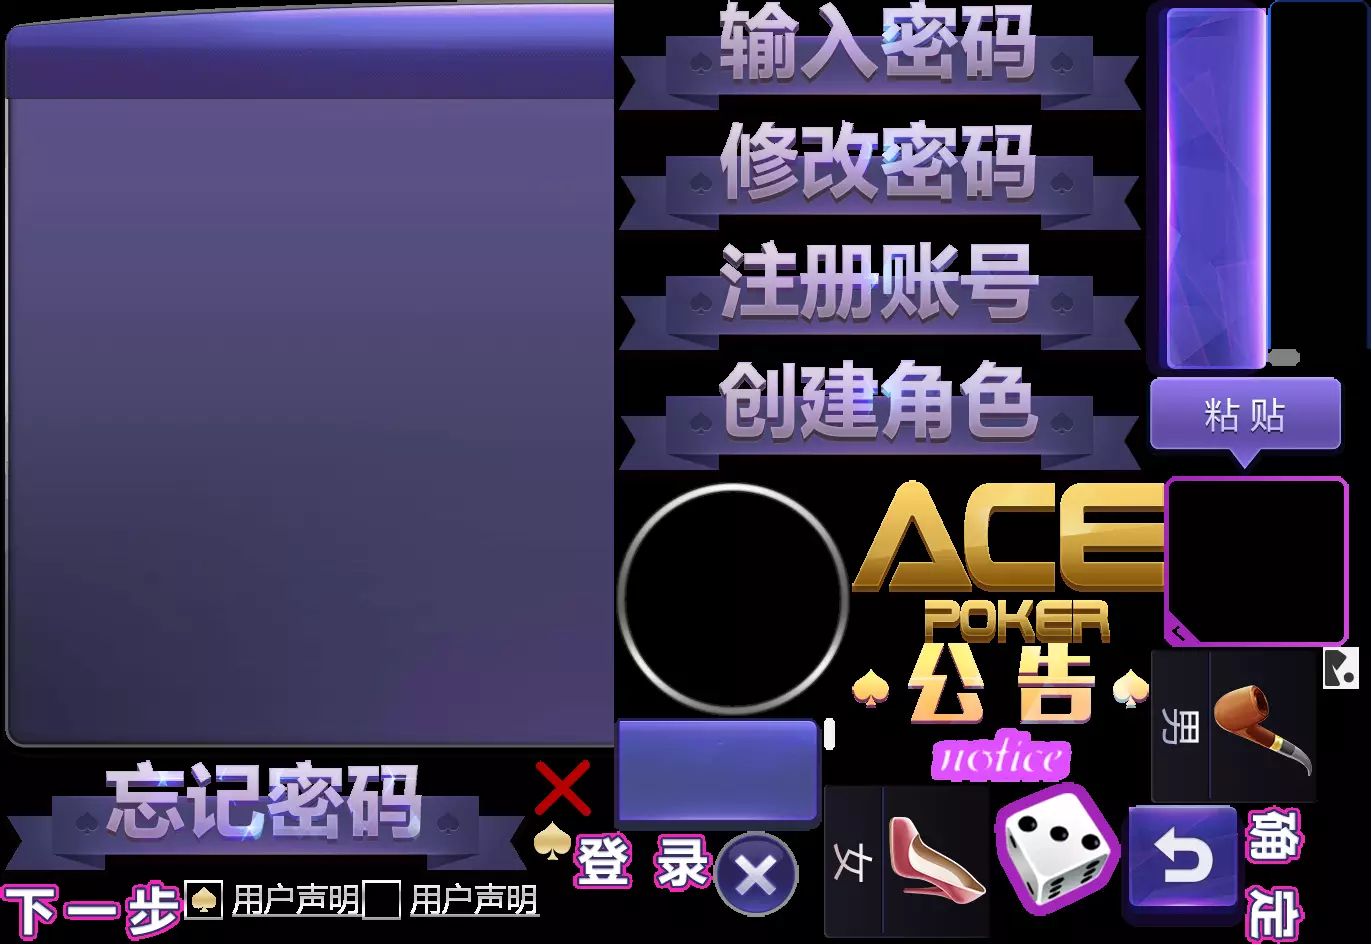 输入密码
修改密码
注册账号
创建角色
粘贴
ACE
POKER
公告
notice
男
忘记密码
登录
女
确定
下一步
用户声明
用户声明